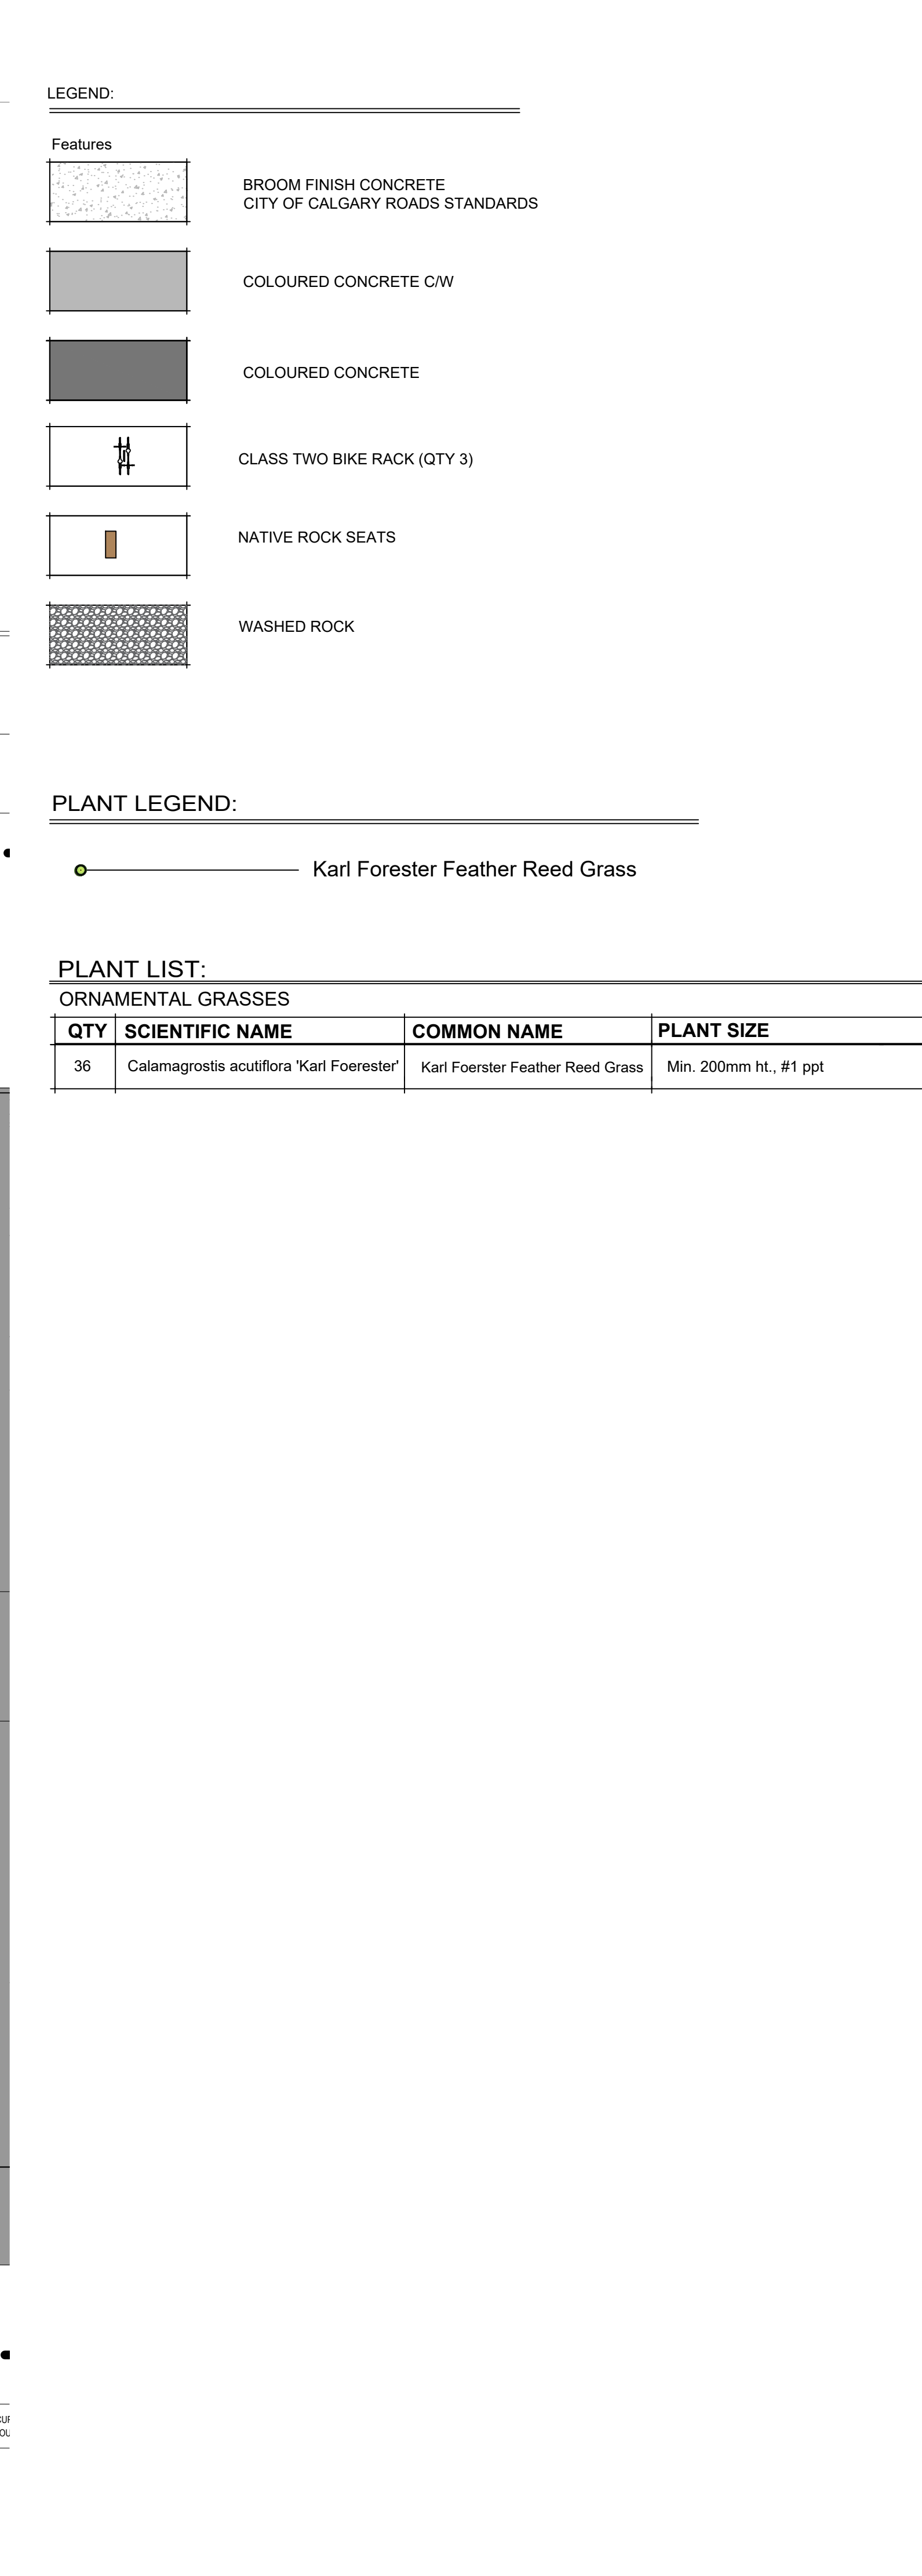 LEGEND:
Features
BROOM FINISH CONCRETE
CITY OF CALGARY ROADS STANDARDS
COLOURED CONCRETE C/W
COLOURED CONCRETE
CLASS TWO BIKE RACK (QTY 3)
NATIVE ROCK SEATS
WASHED ROCK
PLANT LEGEND:
Karl Forester Feather Reed Grass
PLANT LIST:
ORNAMENTAL GRASSES
QTY SCIENTIFIC NAME COMMON NAME PLANT SIZE
36 Calamagrostis acutiflora 'Karl Foerester' Karl Foerster Feather Reed Grass Min. 200mm ht., #1 ppt